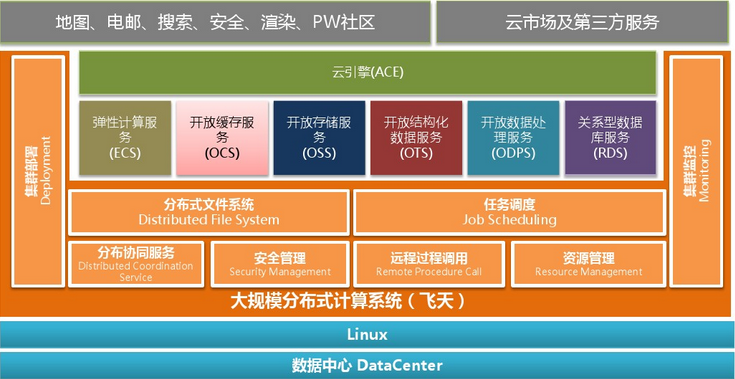 地图、电邮、搜索、安全、渲染、PW社区
云市场及第三方服务
集群部署
Deployment
云引擎(ACE)
弹性计算服
务
(ECS)
开放缓存服
务
(OCS)
开放存储服
务
(OSS)
开放结构化
数据服务
(OTS)
开放数据处
理服务
(ODPS)
关系型数据
库服务
(RDS)
集群监控
Monitoring
分布式文件系统
Distributed File System
任务调度
Job Scheduling
分布协同服务
Distributed Coordination
Service
安全管理
Security Management
远程过程调用
Remote Procedure Call
资源管理
Resource Management
大规模分布式计算系统（飞天）
Linux
数据中心 DataCenter